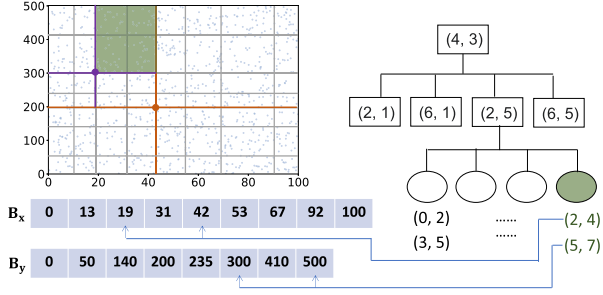 500
400
300
200
100
0
0 20 40 60 80 100
(4, 3)
(2, 1) (6, 1) (2, 5) (6, 5)
(0, 2) ...... (2, 4)
(3, 5) ...... (5, 7)
Bx 0 13 19 31 42 53 67 92 100
By 0 50 140 200 235 300 410 500